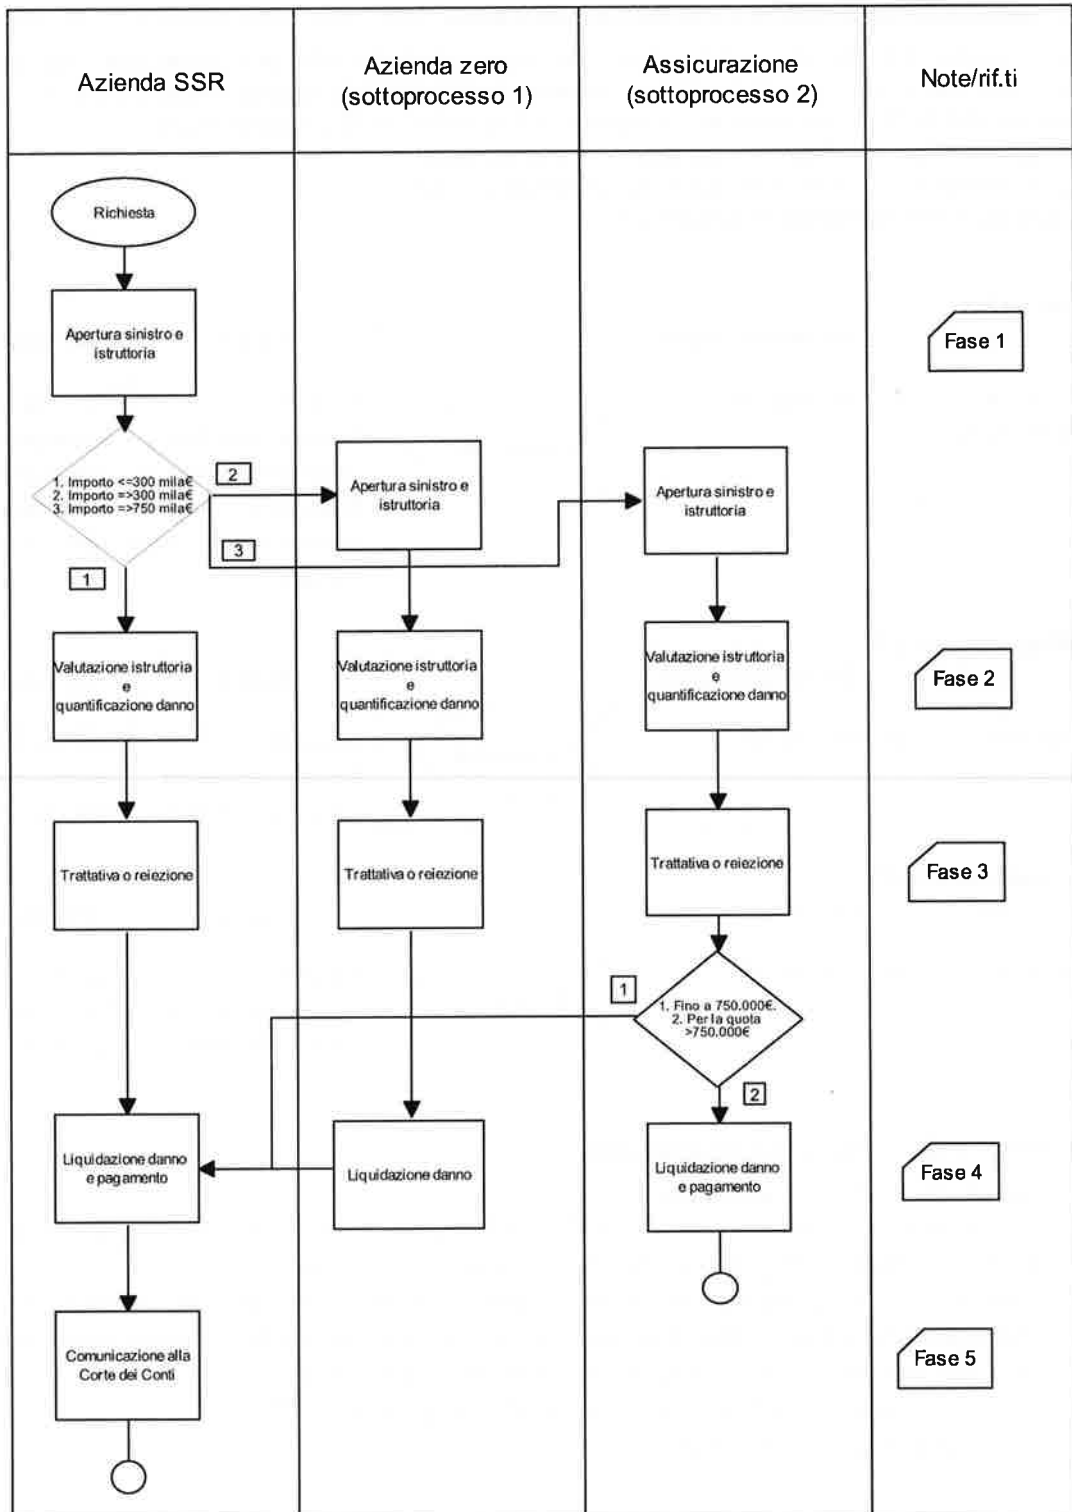 Azienda SSR
Azienda zero
(sottoprocesso 1)
Assicurazione
(sottoprocesso 2)
Note/rif.ti
Richiesta
Apertura sinistro e
istruttoria
Fase 1
1. Importo <=300 mila€
2. Importo =>300 mila€
3. Importo =>750 mila€
2
3
1
Apertura sinistro e
istruttoria
Apertura sinistro e
istruttoria
Valutazione istruttoria
e
quantificazione danno
Valutazione istruttoria
e
quantificazione danno
Valutazione istruttoria
e
quantificazione danno
Fase 2
Trattativa o reiezione
Trattativa o reiezione
Trattativa o reiezione
Fase 3
1
1. Fino a 750.000€.
2. Per la quota
>750.000€
2
Liquidazione danno
e pagamento
Liquidazione danno
Liquidazione danno
e pagamento
Fase 4
Comunicazione alla
Corte dei Conti
Fase 5